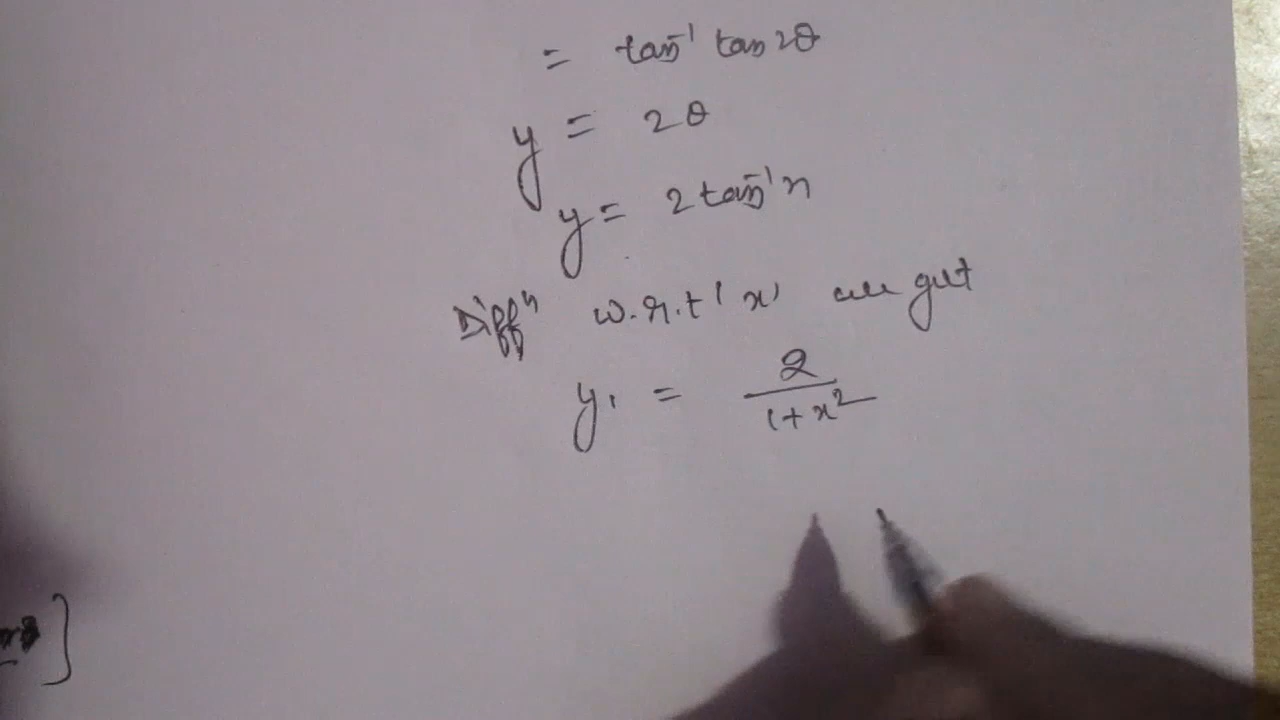 = tan⁻¹ tan 2θ
y = 2θ
y = 2 tan⁻¹ x
Diffⁿ w.r.t 'x' we get
y₁ = 2/(1+x²)
]